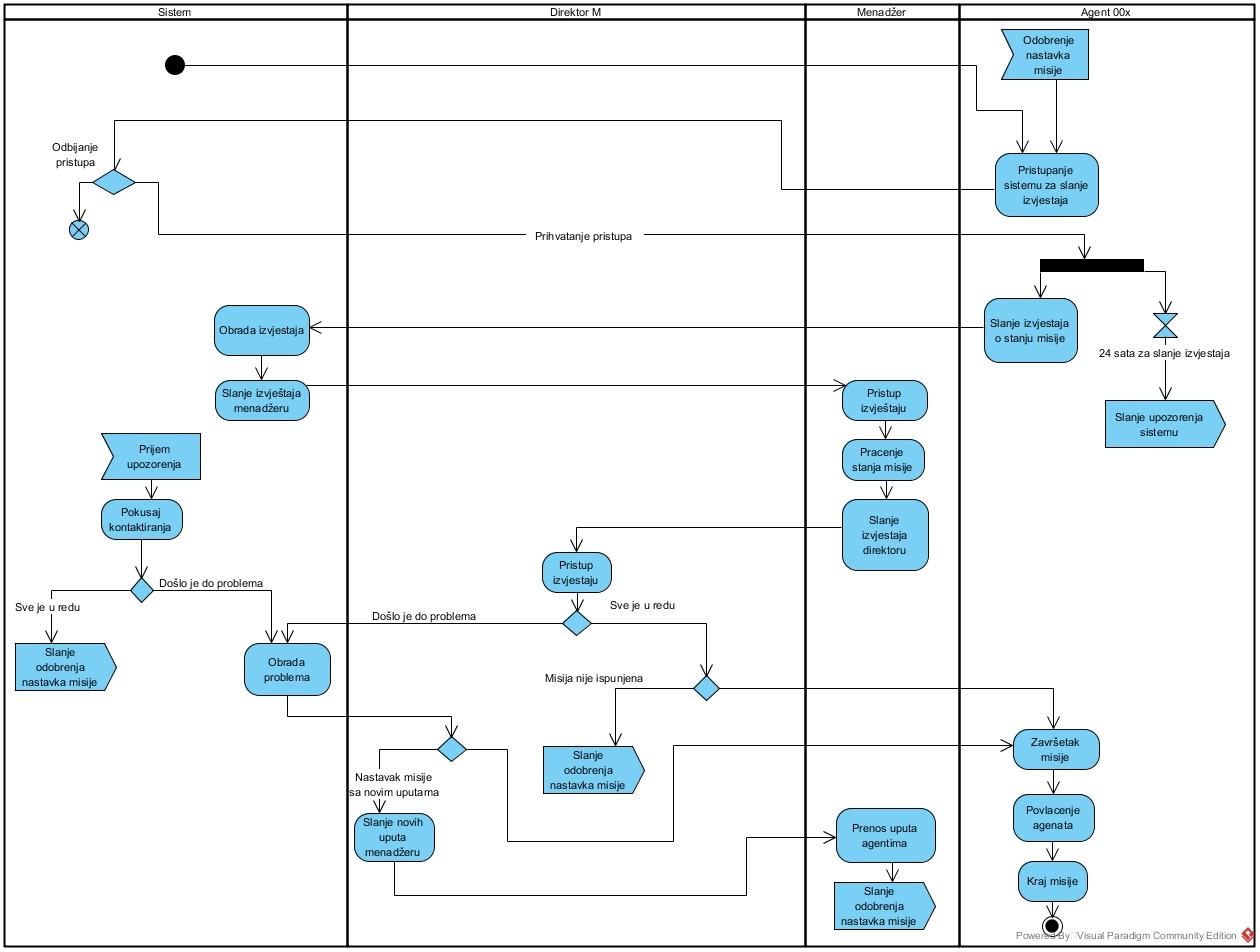 Sistem
Direktor M
Menadžer
Agent 00x
Odobrenje
nastavka
misije
Odbijanje
pristupa
Pristupanje
sistemu za slanje
izvjestaja
Prihvatanje pristupa
Obrada izvjestaja
Slanje izvjestaja
o stanju misije
24 sata za slanje izvjestaja
Slanje izvještaja
menadžeru
Pristup
izvještaju
Slanje upozorenja
sistemu
Prijem
upozorenja
Pracenje
stanja misije
Pokusaj
kontaktiranja
Slanje
izvjestaja
direktoru
Pristup
izvjestaju
Došlo je do problema
Sve je u redu
Sve je u redu
Došlo je do problema
Slanje
odobrenja
nastavka misije
Obrada
problema
Misija nije ispunjena
Slanje
odobrenja
nastavka misije
Završetak
misije
Nastavak misije
sa novim uputama
Slanje novih
uputa
menadžeru
Prenos uputa
agentima
Povlacenje
agenata
Slanje
odobrenja
nastavka misije
Kraj misije
Powered By Visual Paradigm Community Edition